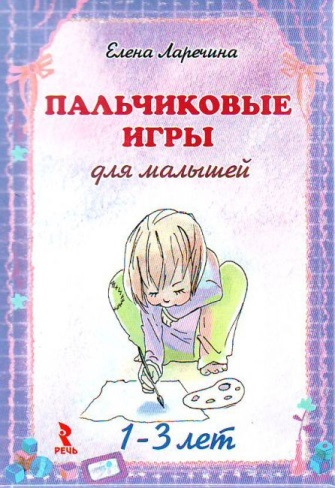 Елена Ларечина
ПАЛЬЧИКОВЫЕ
ИГРЫ
для малышей
РЕЧЬ
1-3 лет